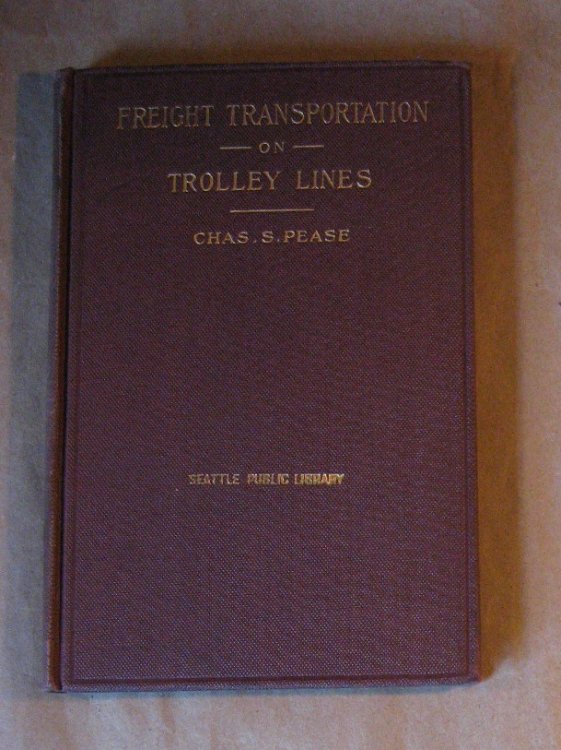 FREIGHT TRANSPORTATION
— ON —
TROLLEY LINES
CHAS. S. PEASE
SEATTLE PUBLIC LIBRARY